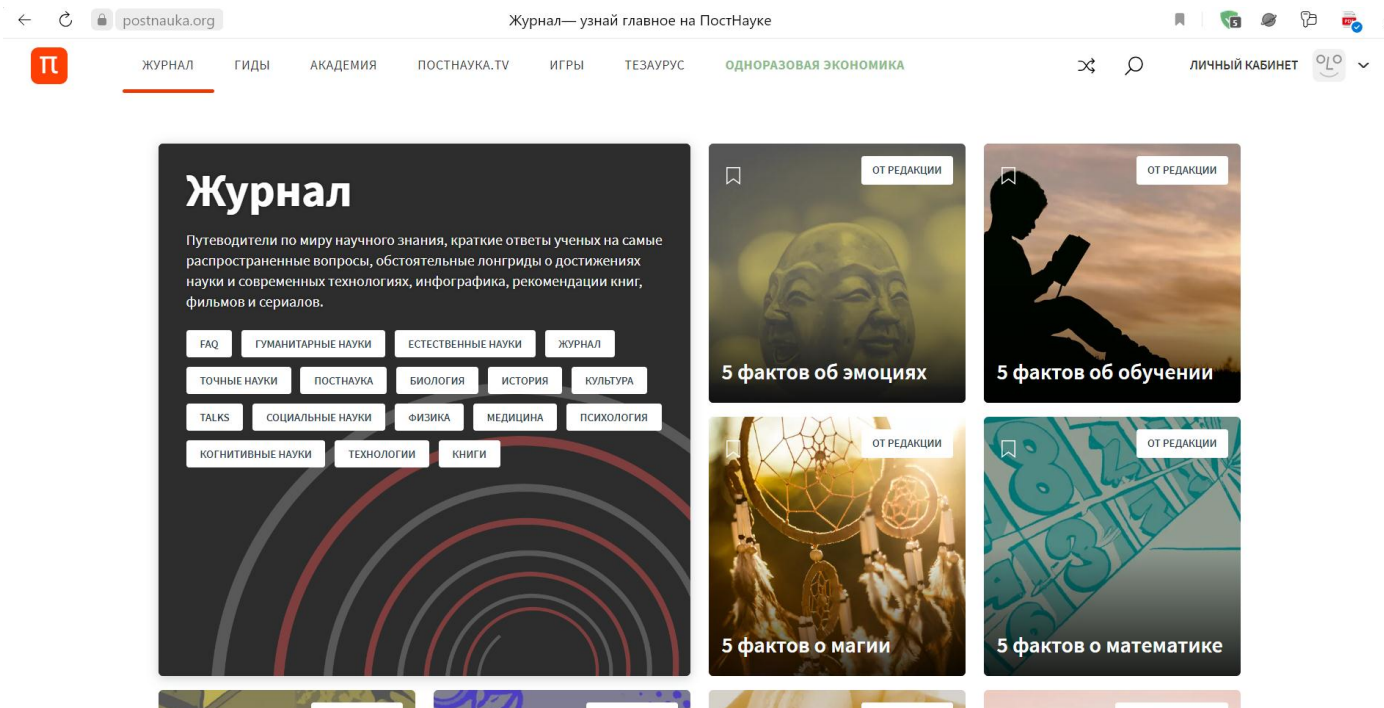 postnauka.org
Журнал— узнай главное на ПостНауке
π
ЖУРНАЛ ГИДЫ АКАДЕМИЯ ПОСТНАУКА.TV ИГРЫ ТЕЗАУРУС ОДНОРАЗОВАЯ ЭКОНОМИКА ЛИЧНЫЙ КАБИНЕТ
Журнал
Путеводители по миру научного знания, краткие ответы ученых на самые
распространенные вопросы, обстоятельные лонгриды о достижениях
науки и современных технологиях, инфографика, рекомендации книг,
фильмов и сериалов.
FAQ ГУМАНИТАРНЫЕ НАУКИ ЕСТЕСТВЕННЫЕ НАУКИ ЖУРНАЛ
ТОЧНЫЕ НАУКИ ПОСТНАУКА БИОЛОГИЯ ИСТОРИЯ КУЛЬТУРА
TALKS СОЦИАЛЬНЫЕ НАУКИ ФИЗИКА МЕДИЦИНА ПСИХОЛОГИЯ
КОГНИТИВНЫЕ НАУКИ ТЕХНОЛОГИИ КНИГИ
ОТ РЕДАКЦИИ
5 фактов об эмоциях
ОТ РЕДАКЦИИ
5 фактов об обучении
ОТ РЕДАКЦИИ
5 фактов о магии
ОТ РЕДАКЦИИ
5 фактов о математике